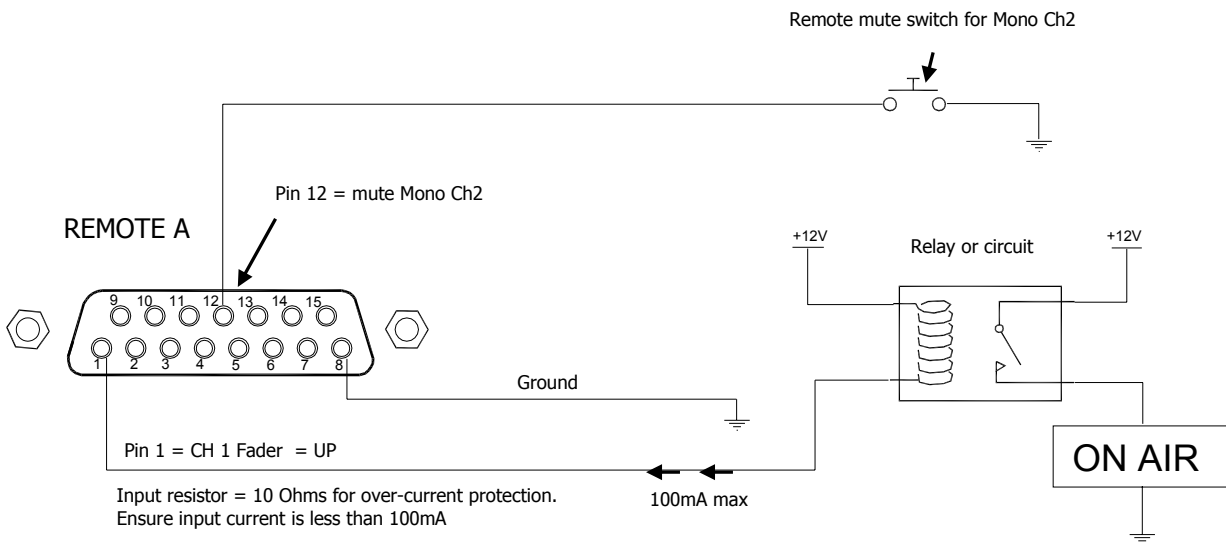 Remote mute switch for Mono Ch2
Pin 12 = mute Mono Ch2
REMOTE A
+12V
Relay or circuit
+12V
9 10 11 12 13 14 15
1 2 3 4 5 6 7 8
Ground
Pin 1 = CH 1 Fader = UP
ON AIR
Input resistor = 10 Ohms for over-current protection.
100mA max
Ensure input current is less than 100mA